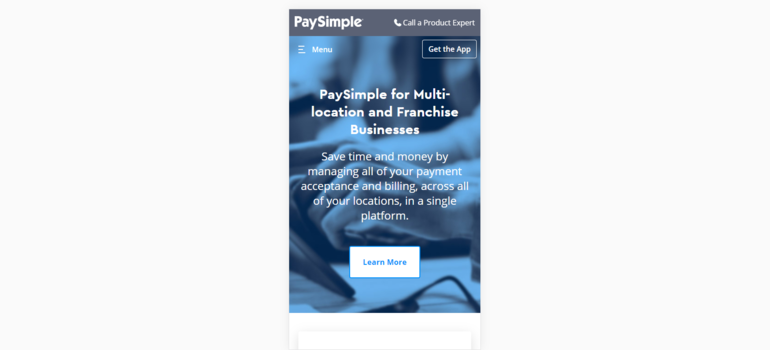 PaySimple
Call a Product Expert
Menu
Get the App
PaySimple for Multi-
location and Franchise
Businesses
Save time and money by
managing all of your payment
acceptance and billing, across all
of your locations, in a single
platform.
Learn More